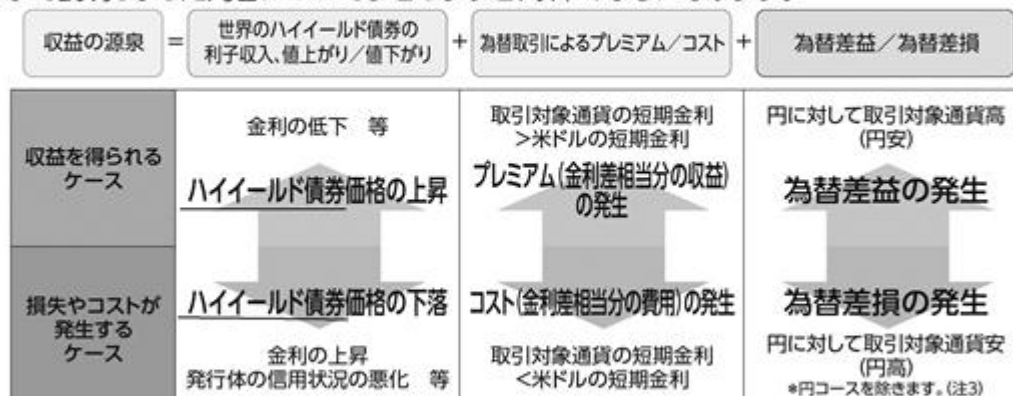 収益の源泉
=
世界のハイイールド債券の
利子収入、値上がり/値下がり
+
為替取引によるプレミアム/コスト
+
為替差益/為替差損
収益を得られる
ケース
金利の低下 等
ハイイールド債券価格の上昇
取引対象通貨の短期金利
>米ドルの短期金利
プレミアム(金利差相当分の収益)
の発生
円に対して取引対象通貨高
(円安)
為替差益の発生
損失やコストが
発生する
ケース
ハイイールド債券価格の下落
金利の上昇
発行体の信用状況の悪化 等
コスト(金利差相当分の費用)の発生
取引対象通貨の短期金利
<米ドルの短期金利
為替差損の発生
円に対して取引対象通貨安
(円高)
*円コースを除きます。(注3)